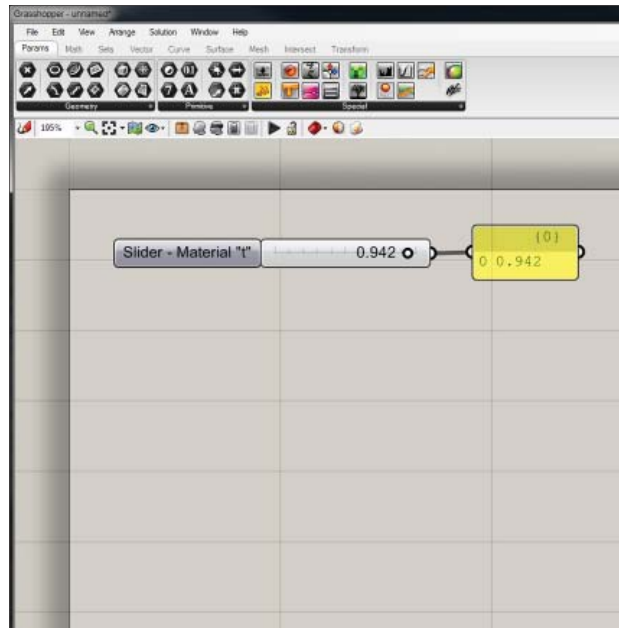 Grasshopper - unnamed*
File Edit View Arrange Solution Window Help
Params Math Sets Vector Curve Surface Mesh Intersect Transform
Geometry Primitive Special
105%
Slider - Material "t" 0.942
{0}
0 0.942